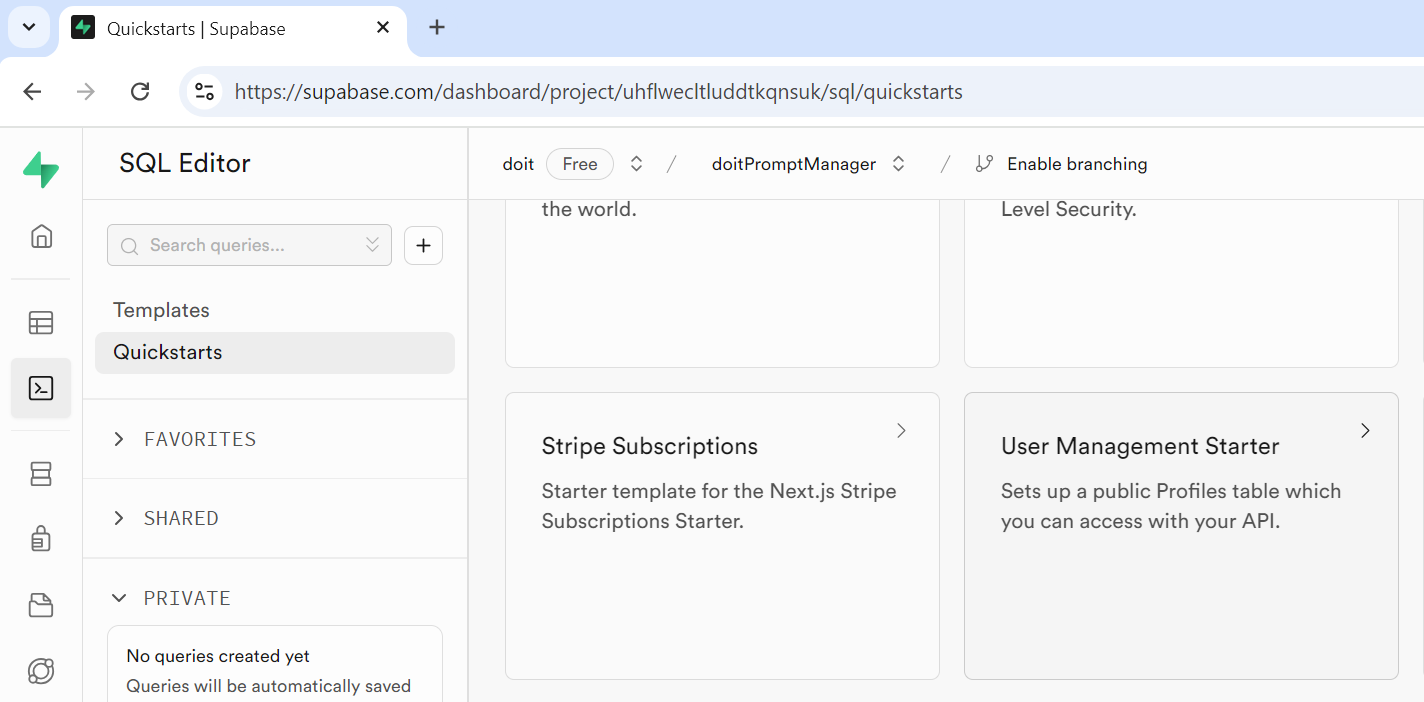 Quickstarts | Supabase
https://supabase.com/dashboard/project/uhflwecltluddtkqnsuk/sql/quickstarts
SQL Editor
doit Free / doitPromptManager / Enable branching
Search queries...
Templates
Quickstarts
FAVORITES
SHARED
PRIVATE
No queries created yet
Queries will be automatically saved
the world.
Level Security.
Stripe Subscriptions
Starter template for the Next.js Stripe
Subscriptions Starter.
User Management Starter
Sets up a public Profiles table which
you can access with your API.